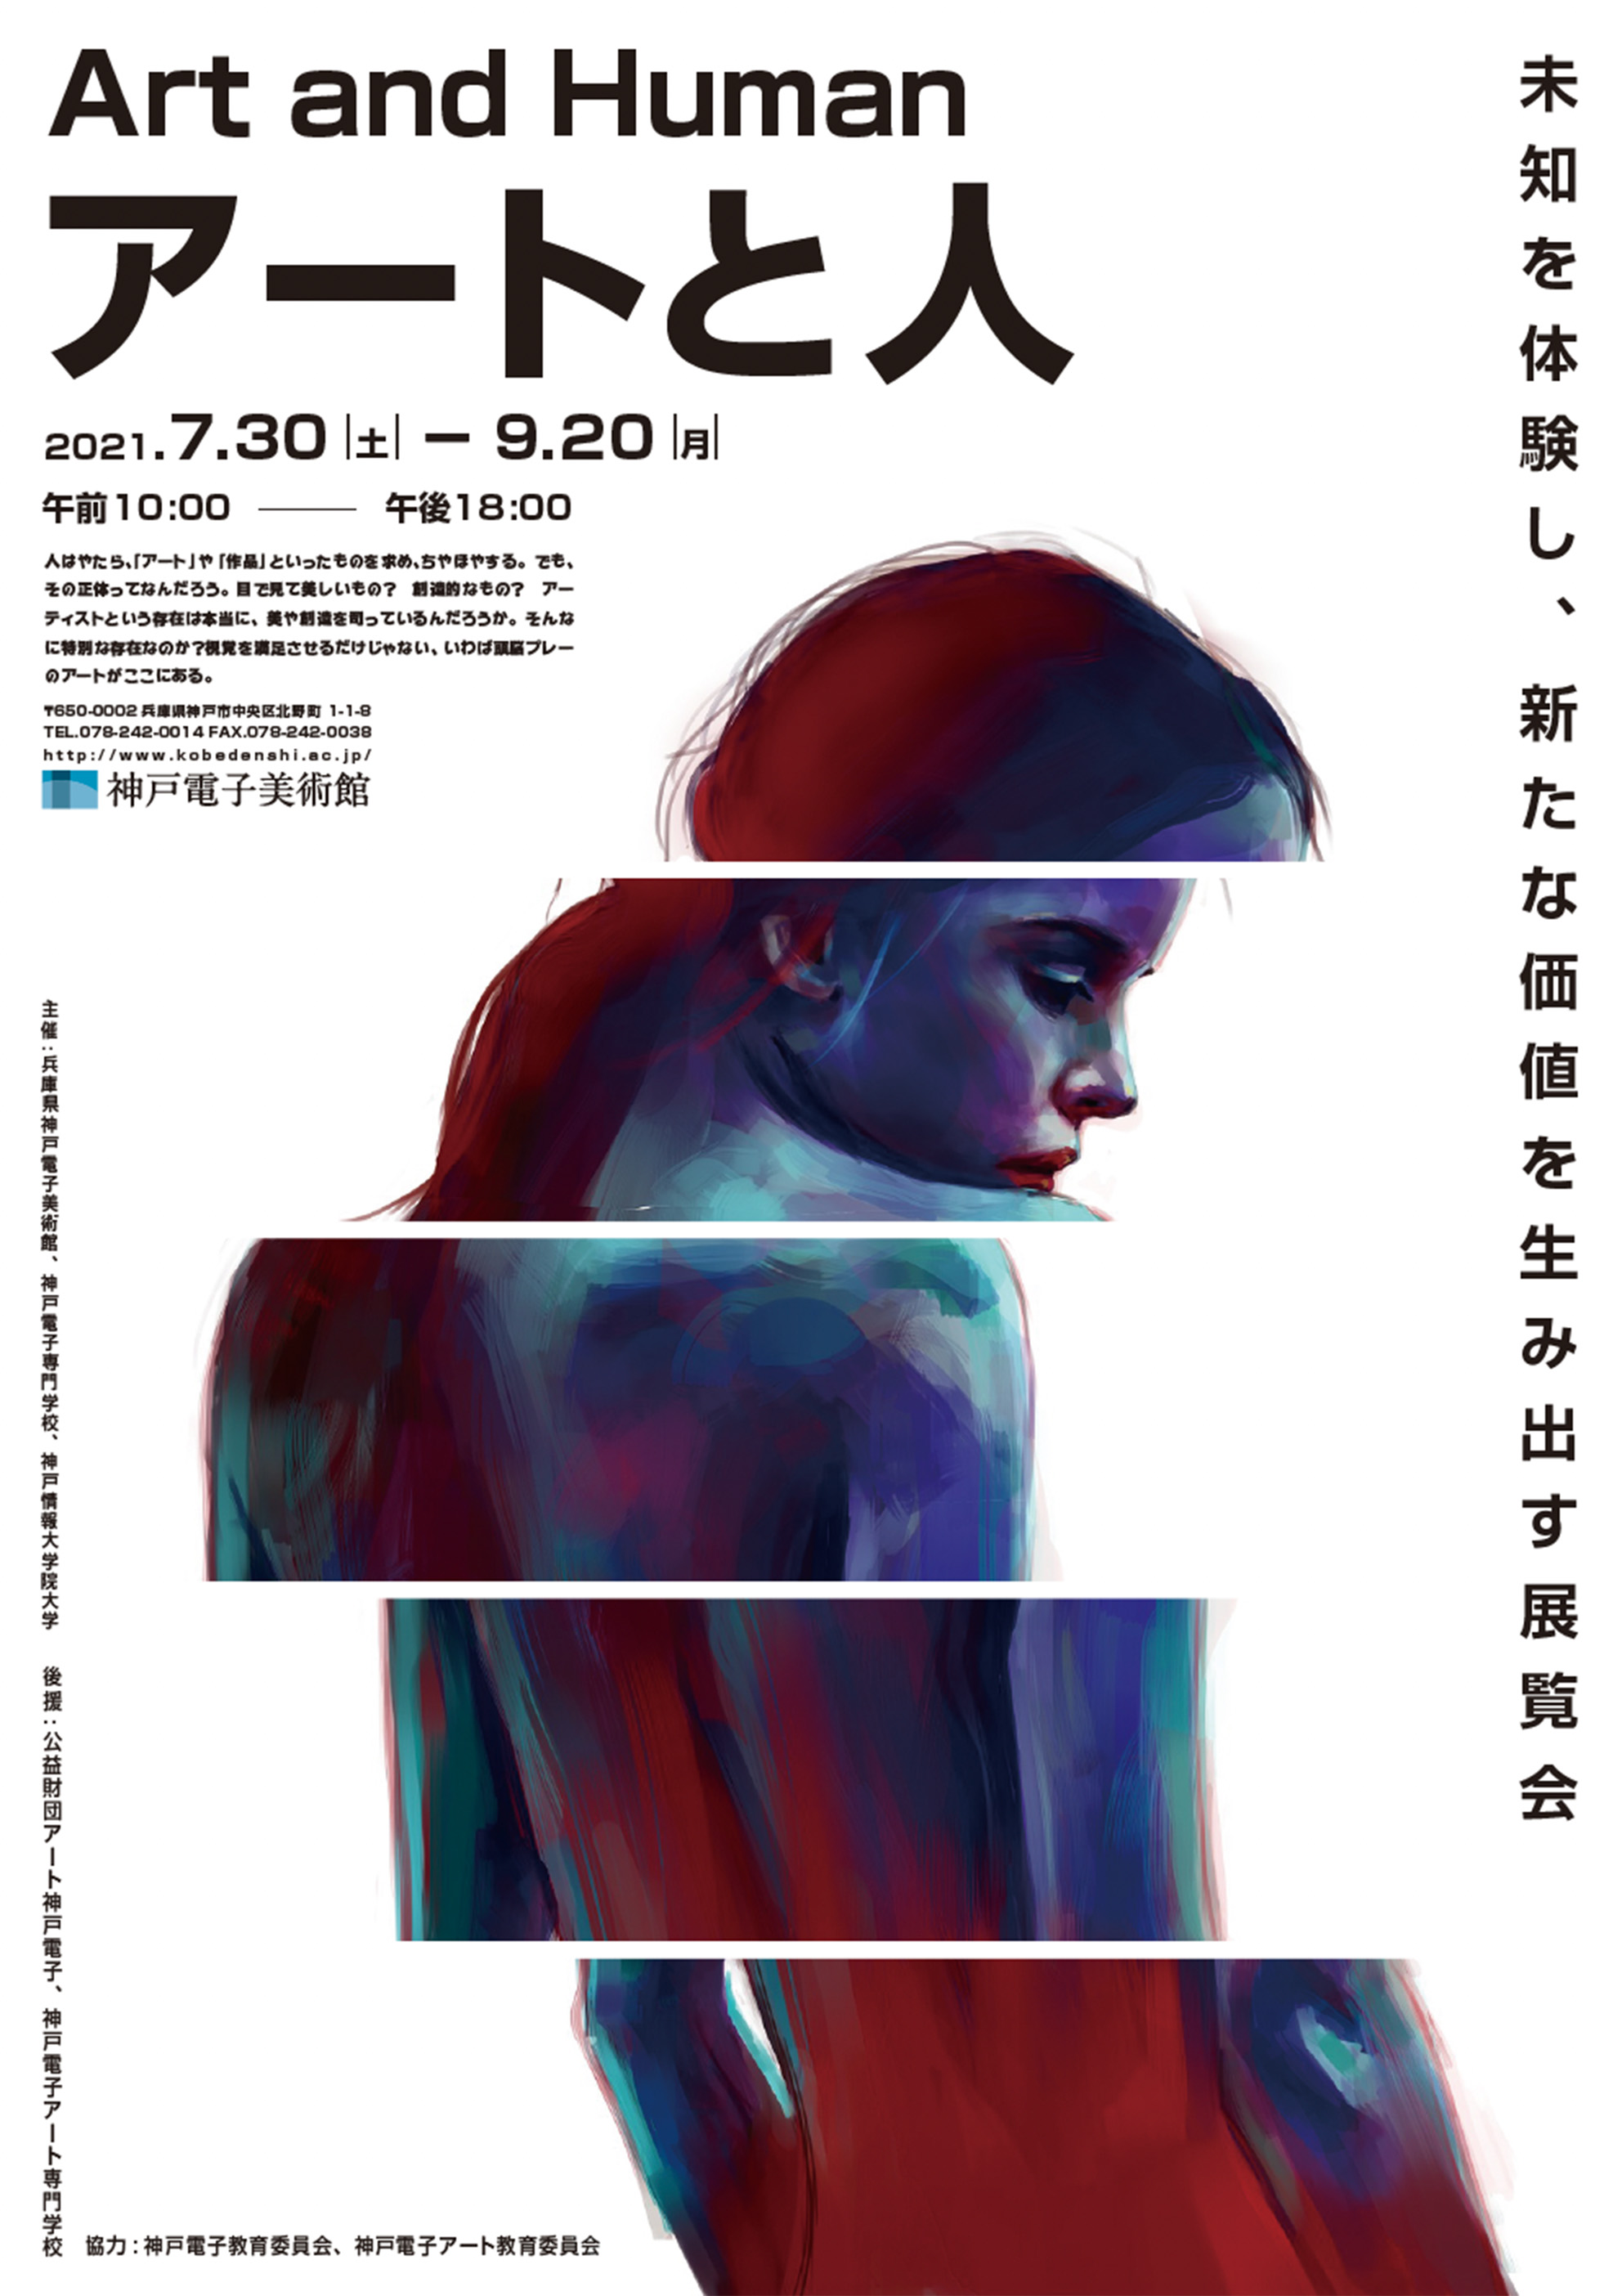 Art and Human
アートと人
2021.7.30 |土| ー 9.20 |月|
午前10:00 ── 午後18:00
人はやたら、「アート」や「作品」といったものを求め、ちやほやする。でも、
その正体ってなんだろう。目で見て美しいもの？　創造的なもの？　アー
ティストという存在は本当に、美や創造を司っているんだろうか。そんな
に特別な存在なのか？視覚を満足させるだけじゃない、いわば頭脳プレー
のアートがここにある。
〒650-0002 兵庫県神戸市中央区北野町 1-1-8
TEL.078-242-0014 FAX.078-242-0038
http://www.kobedenshi.ac.jp/
神戸電子美術館
未知を体験し、新たな価値を生み出す展覧会
主催：兵庫県神戸電子美術館、神戸電子専門学校、神戸情報大学院大学
後援：公益財団アート神戸電子、神戸電子アート専門学校
協力：神戸電子教育委員会、神戸電子アート教育委員会